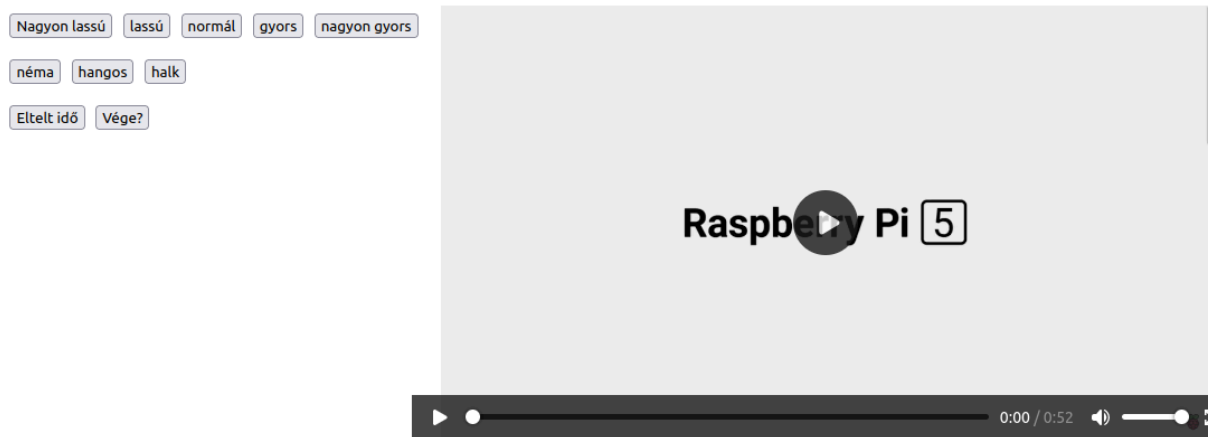 Nagyon lassú lassú normál gyors nagyon gyors
néma hangos halk
Eltelt idő Vége?
Raspberry Pi 5
0:00 / 0:52